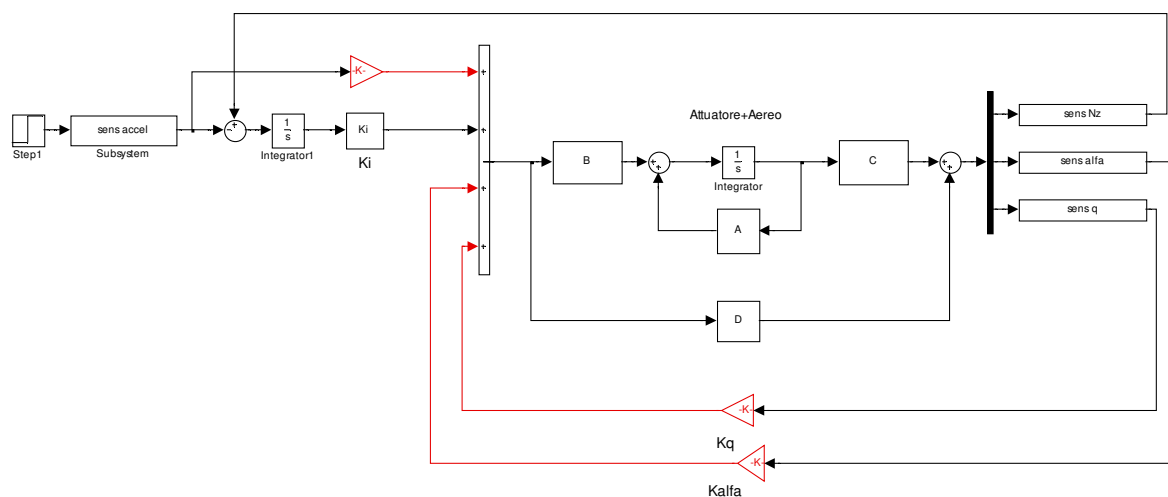 -K-
Step1
sens accel
Subsystem
1
s
Integrator1
Ki
Ki
Attuatore+Aereo
B
1
s
Integrator
C
A
D
sens Nz
sens alfa
sens q
-K-
Kq
-K-
Kalfa